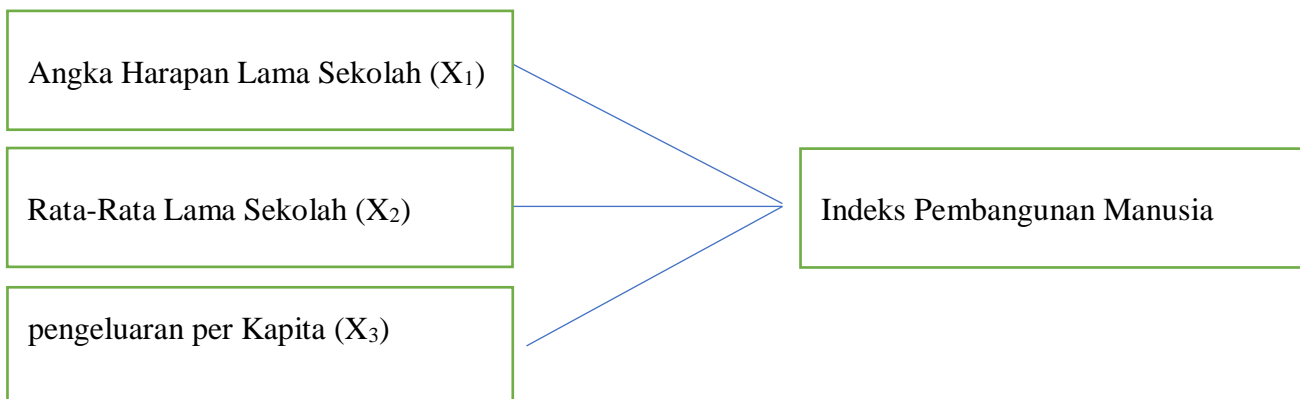 Angka Harapan Lama Sekolah (X₁)
Rata-Rata Lama Sekolah (X₂)
Indeks Pembangunan Manusia
pengeluaran per Kapita (X₃)